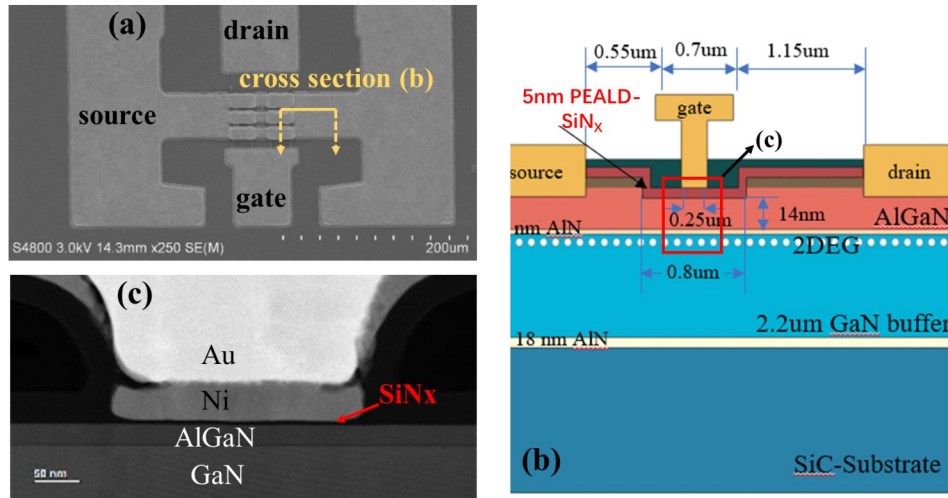 (a)
drain
cross section (b)
source
gate
S4800 3.0kV 14.3mm x250 SE(M)
200um
(c)
Au
Ni
SiNx
AlGaN
GaN
50 nm
0.55um
0.7um
1.15um
5nm PEALD-
SiNX
gate
(c)
source
drain
0.25um
14nm
AlGaN
nm AlN
2DEG
0.8um
2.2um GaN buffer
18 nm AlN
(b)
SiC-Substrate